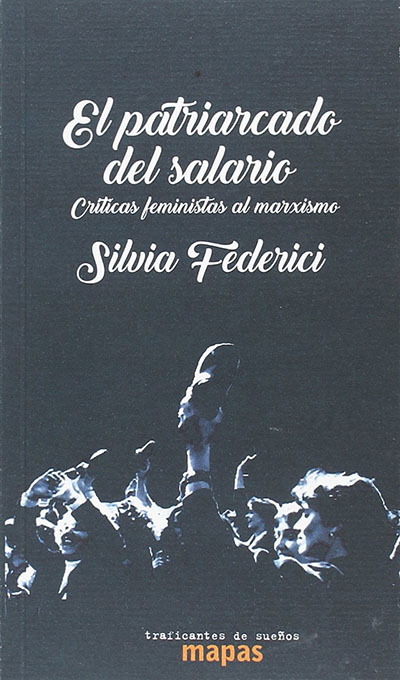 El patriarcado
del salario
Críticas feministas al marxismo
Silvia Federici
traficantes de sueños
mapas